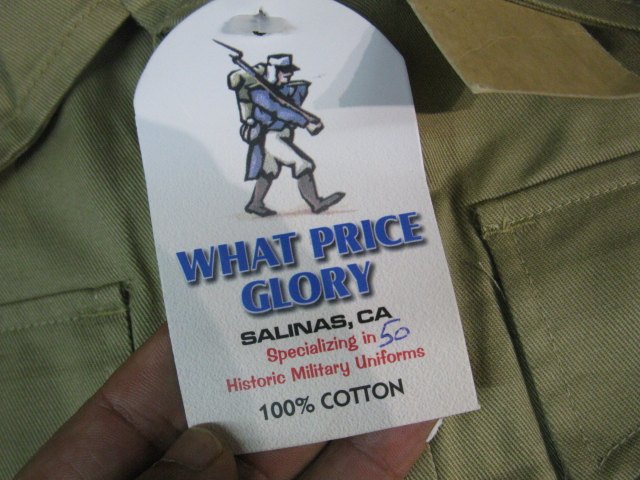 WHAT PRICE
GLORY
SALINAS, CA
Specializing in 50
Historic Military Uniforms
100% COTTON